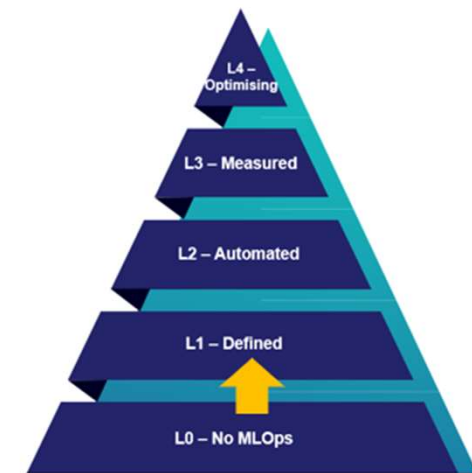 L4 –
Optimising
L3 – Measured
L2 – Automated
L1 – Defined
L0 – No MLOps